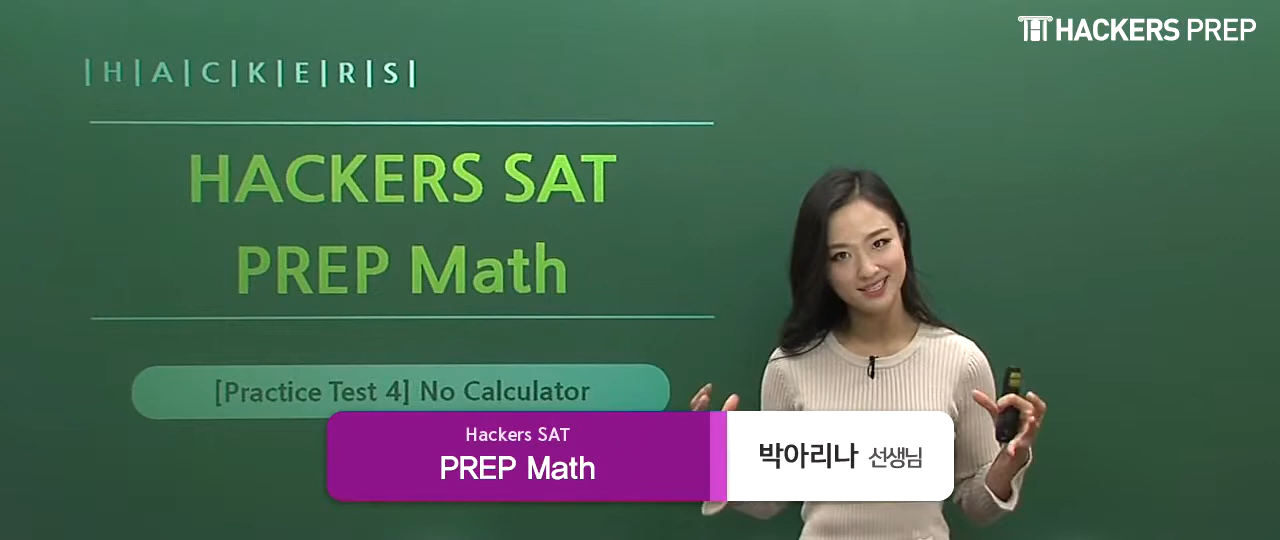 HACKERS PREP
|H|A|C|K|E|R|S|
HACKERS SAT
PREP Math
[Practice Test 4] No Calculator
Hackers SAT
PREP Math
박아리나 선생님